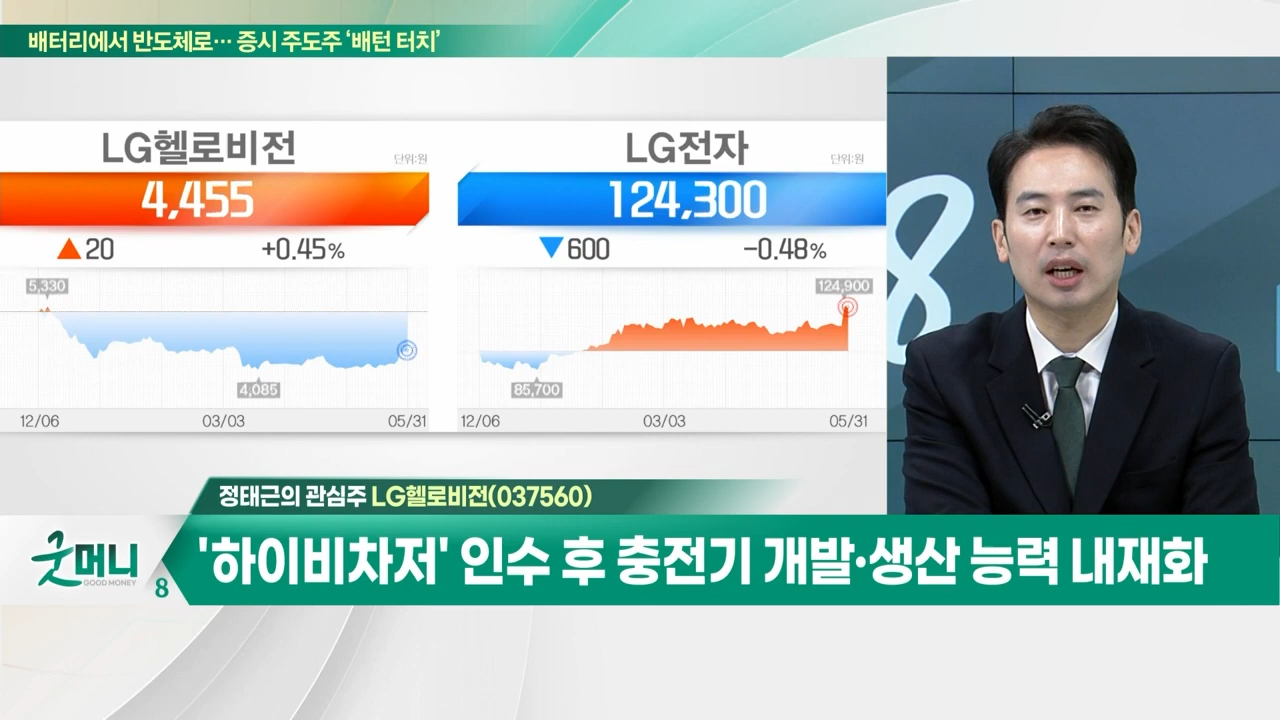 배터리에서 반도체로… 증시 주도주 ‘배턴 터치’
LG헬로비전
단위:원
4,455
▲20 +0.45%
5,330
4,085
12/06 03/03 05/31
LG전자
단위:원
124,300
▼600 -0.48%
124,900
85,700
12/06 03/03 05/31
8
정태근의 관심주 LG헬로비전(037560)
굿머니
GOOD MONEY
8
'하이비차저' 인수 후 충전기 개발·생산 능력 내재화